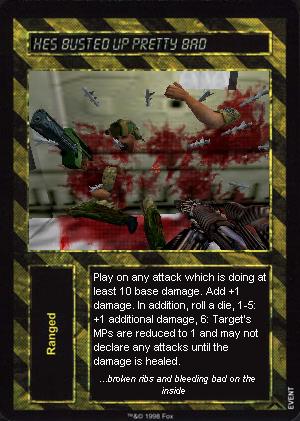 HES BUSTED UP PRETTY BAD
Ranged
Play on any attack which is doing at
least 10 base damage. Add +1
damage. In addition, roll a die, 1-5:
+1 additional damage, 6: Target's
MPs are reduced to 1 and may not
declare any attacks until the
damage is healed.
...broken ribs and bleeding bad on the
inside
™&© 1998 Fox
EVENT